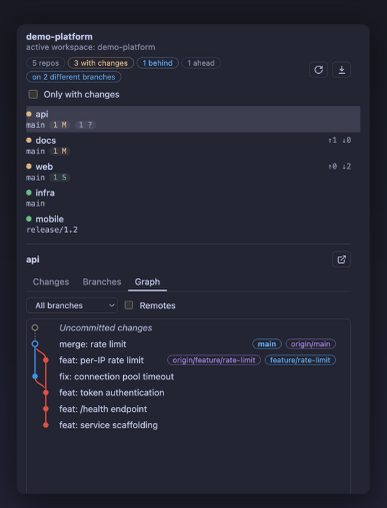 demo-platform
active workspace: demo-platform
5 repos 3 with changes 1 behind 1 ahead
on 2 different branches
Only with changes
api
main 1 M 1 ?
docs ↑1 ↓0
main 1 M
web ↑0 ↓2
main 1 S
infra
main
mobile
release/1.2
api
Changes Branches Graph
All branches Remotes
Uncommitted changes
merge: rate limit main origin/main
feat: per-IP rate limit origin/feature/rate-limit feature/rate-limit
fix: connection pool timeout
feat: token authentication
feat: /health endpoint
feat: service scaffolding